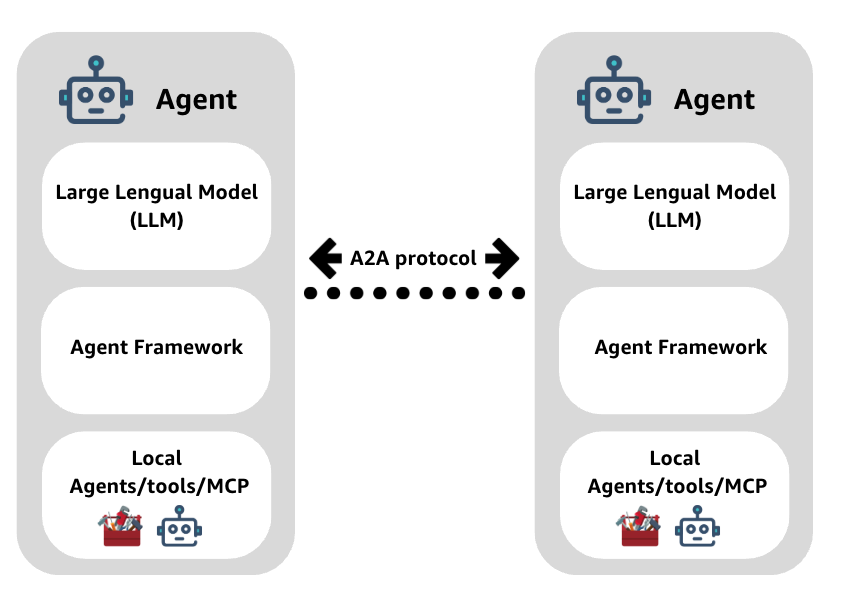 Agent
Large Lengual Model
(LLM)
Agent Framework
Local
Agents/tools/MCP
A2A protocol
Agent
Large Lengual Model
(LLM)
Agent Framework
Local
Agents/tools/MCP